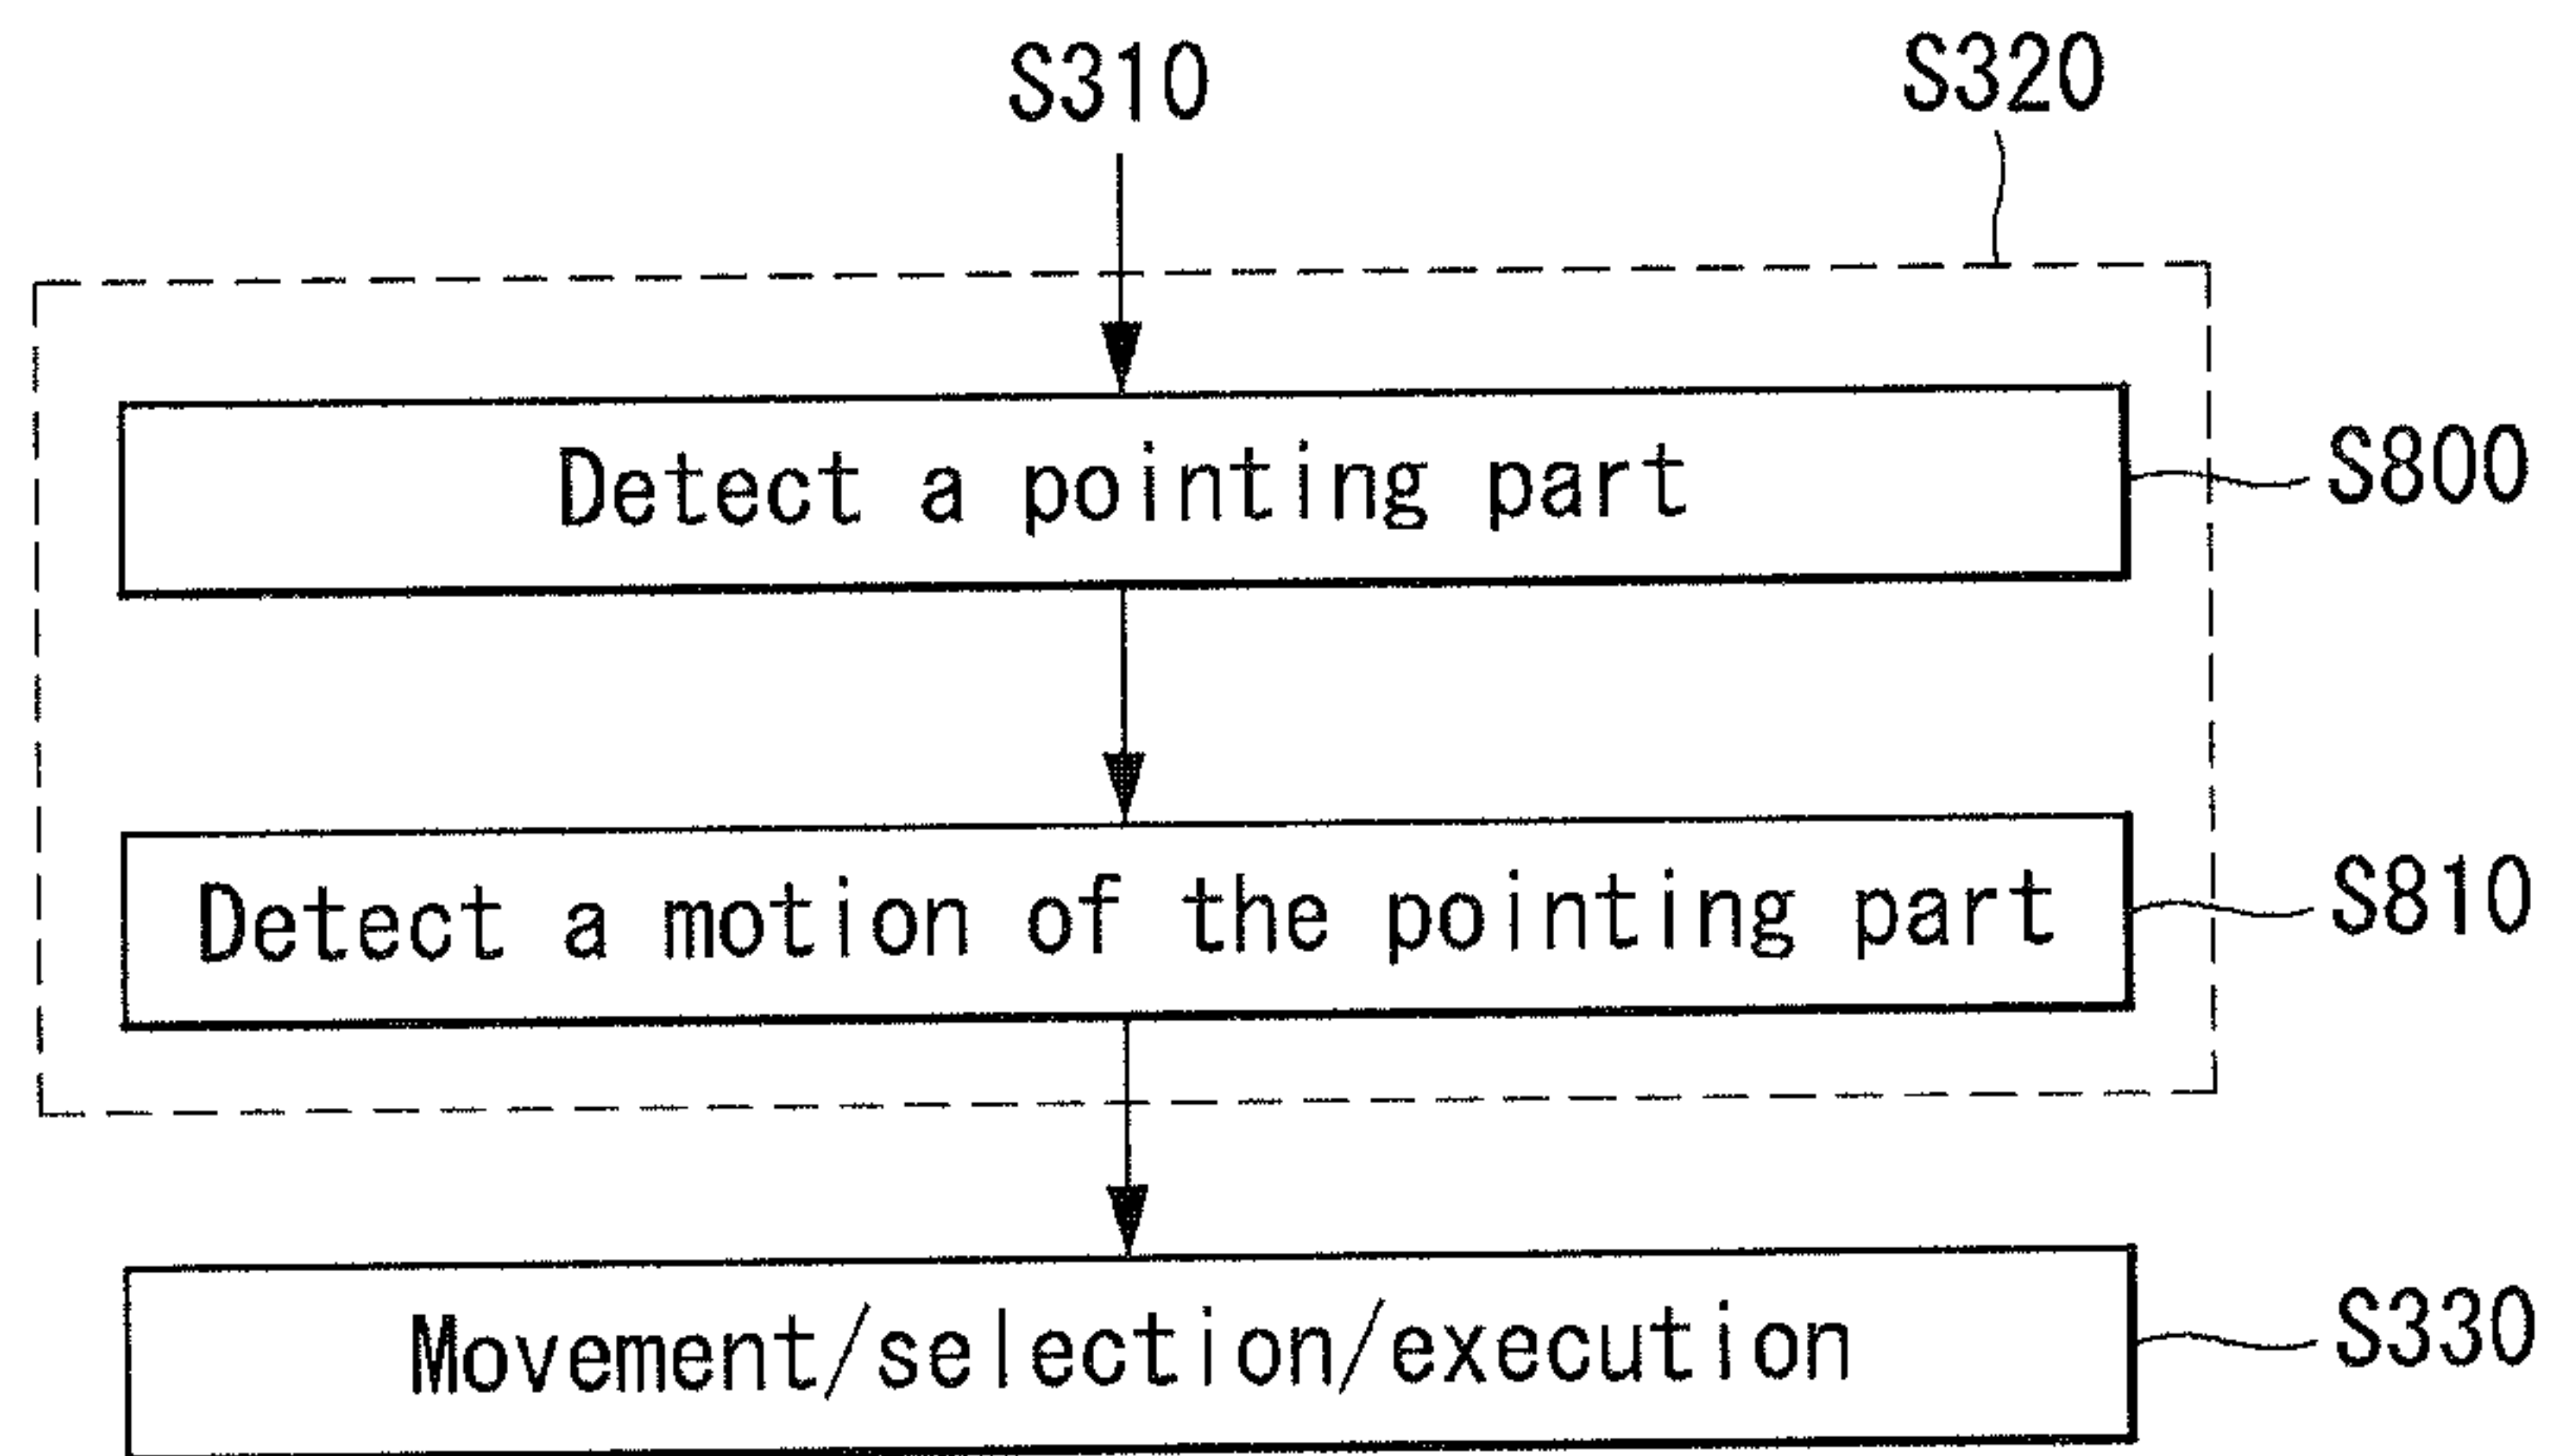 S310
S320
Detect a pointing part
S800
Detect a motion of the pointing part
S810
Movement/selection/execution
S330